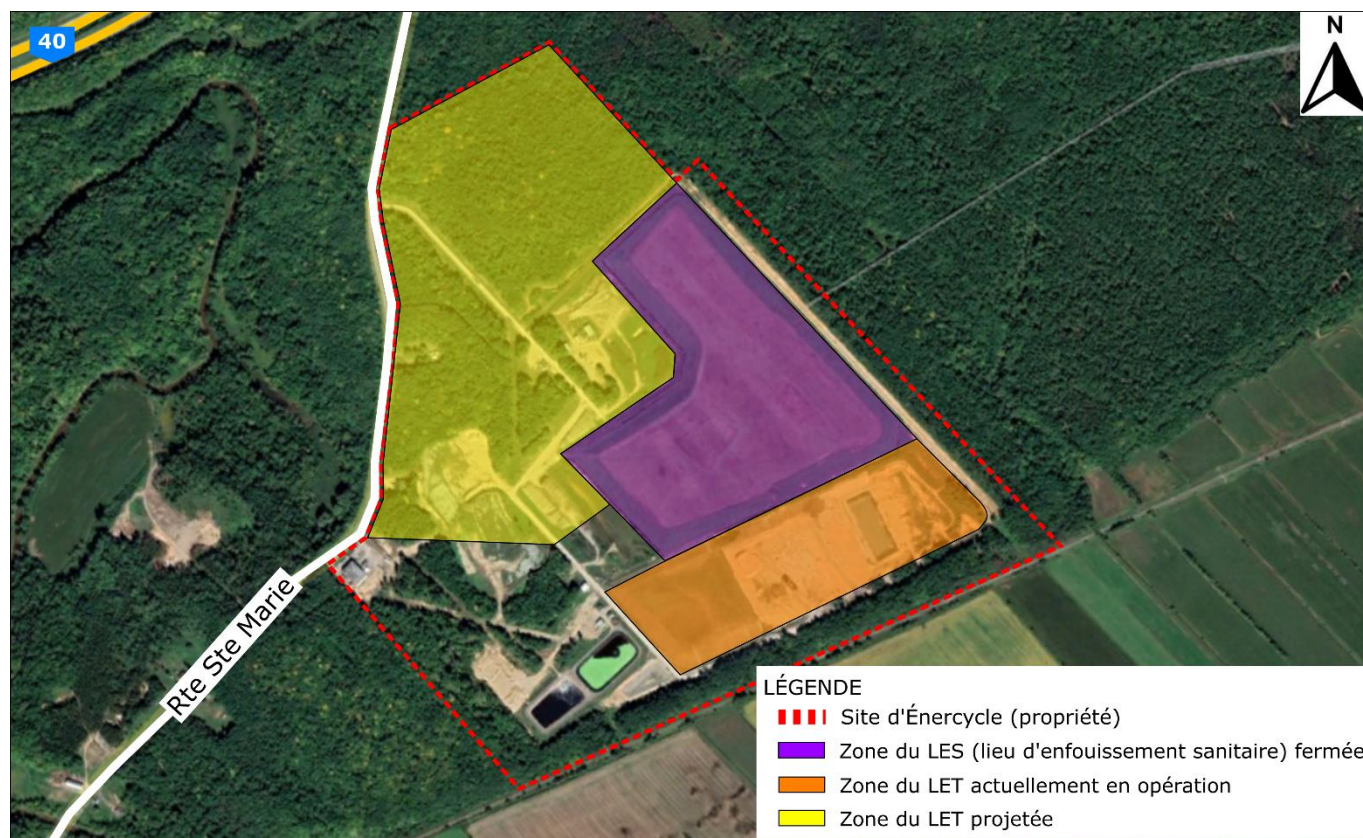 40
N
Rte Ste Marie
LÉGENDE
Site d'Énercycle (propriété)
Zone du LES (lieu d'enfouissement sanitaire) fermée
Zone du LET actuellement en opération
Zone du LET projetée